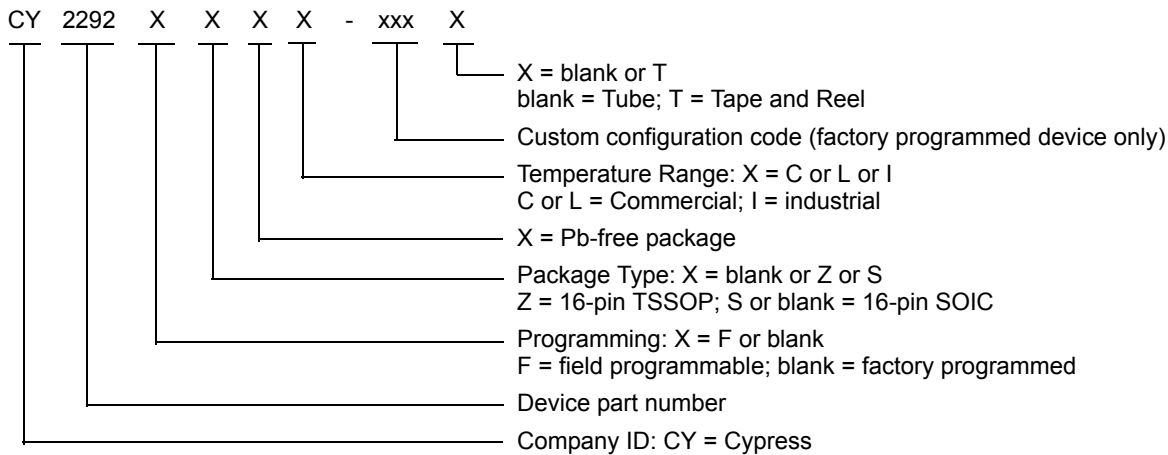 CY 2292 X X X X - xxx X
X = blank or T
blank = Tube; T = Tape and Reel
Custom configuration code (factory programmed device only)
Temperature Range: X = C or L or I
C or L = Commercial; I = industrial
X = Pb-free package
Package Type: X = blank or Z or S
Z = 16-pin TSSOP; S or blank = 16-pin SOIC
Programming: X = F or blank
F = field programmable; blank = factory programmed
Device part number
Company ID: CY = Cypress